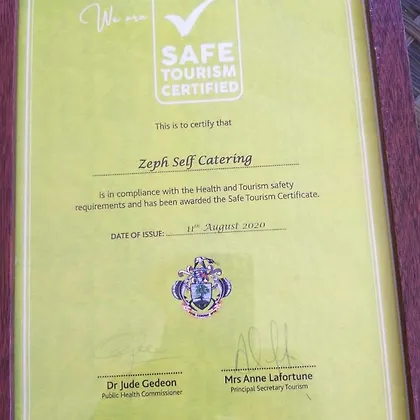 We are
SAFE
TOURISM
CERTIFIED
This is to certify that
Zeph Self Catering
is in compliance with the Health and Tourism safety
requirements and has been awarded the Safe Tourism Certificate.
DATE OF ISSUE: 11th August 2020
Dr Jude Gedeon
Public Health Commissioner
Mrs Anne Lafortune
Principal Secretary Tourism